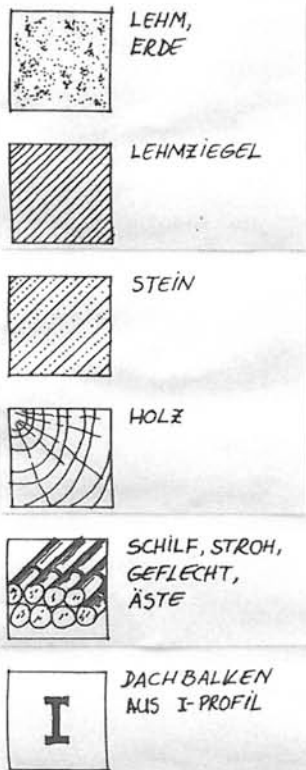 LEHM,
ERDE
LEHMZIEGEL
STEIN
HOLZ
SCHILF, STROH,
GEFLECHT,
ÄSTE
I
DACHBALKEN
AUS I-PROFIL